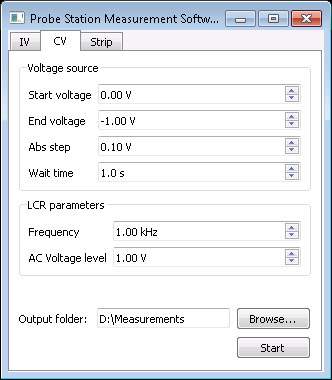 Probe Station Measurement Softw...
IV CV Strip
Voltage source
Start voltage 0.00 V
End voltage -1.00 V
Abs step 0.10 V
Wait time 1.0 s
LCR parameters
Frequency 1.00 kHz
AC Voltage level 1.00 V
Output folder: D:\Measurements Browse...
Start